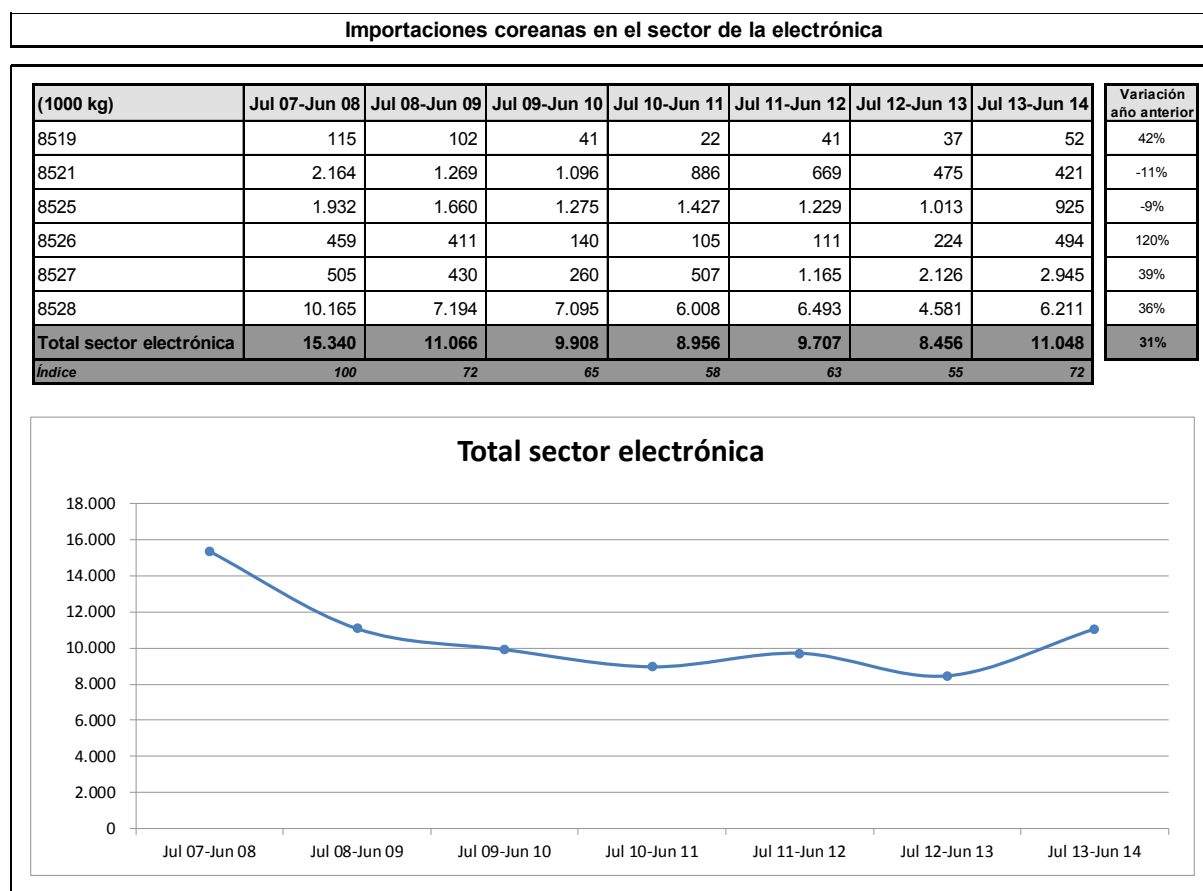 Importaciones coreanas en el sector de la electrónica
(1000 kg) Jul 07-Jun 08 Jul 08-Jun 09 Jul 09-Jun 10 Jul 10-Jun 11 Jul 11-Jun 12 Jul 12-Jun 13 Jul 13-Jun 14 Variación año anterior
8519 115 102 41 22 41 37 52 42%
8521 2.164 1.269 1.096 886 669 475 421 -11%
8525 1.932 1.660 1.275 1.427 1.229 1.013 925 -9%
8526 459 411 140 105 111 224 494 120%
8527 505 430 260 507 1.165 2.126 2.945 39%
8528 10.165 7.194 7.095 6.008 6.493 4.581 6.211 36%
Total sector electrónica 15.340 11.066 9.908 8.956 9.707 8.456 11.048 31%
Índice 100 72 65 58 63 55 72
Total sector electrónica
18.000
16.000
14.000
12.000
10.000
8.000
6.000
4.000
2.000
0
Jul 07-Jun 08 Jul 08-Jun 09 Jul 09-Jun 10 Jul 10-Jun 11 Jul 11-Jun 12 Jul 12-Jun 13 Jul 13-Jun 14